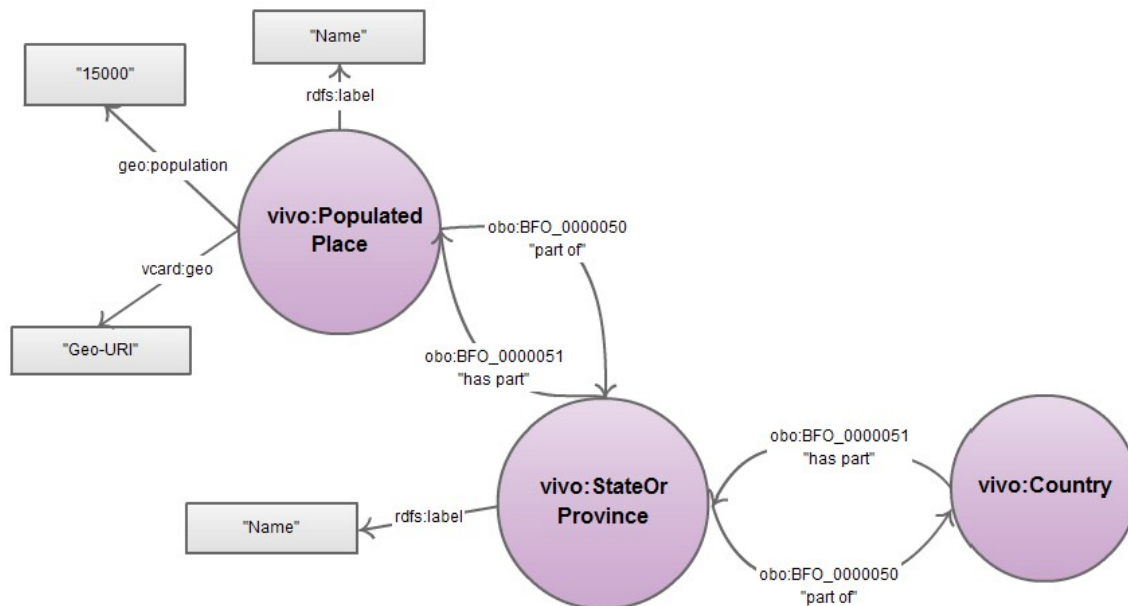 "Name"
"15000"
rdfs:label
geo:population
vivo:Populated
Place
obo:BFO_0000050
"part of"
vcard:geo
"Geo-URI"
obo:BFO_0000051
"has part"
obo:BFO_0000051
"has part"
vivo:StateOr
Province
vivo:Country
rdfs:label
"Name"
obo:BFO_0000050
"part of"